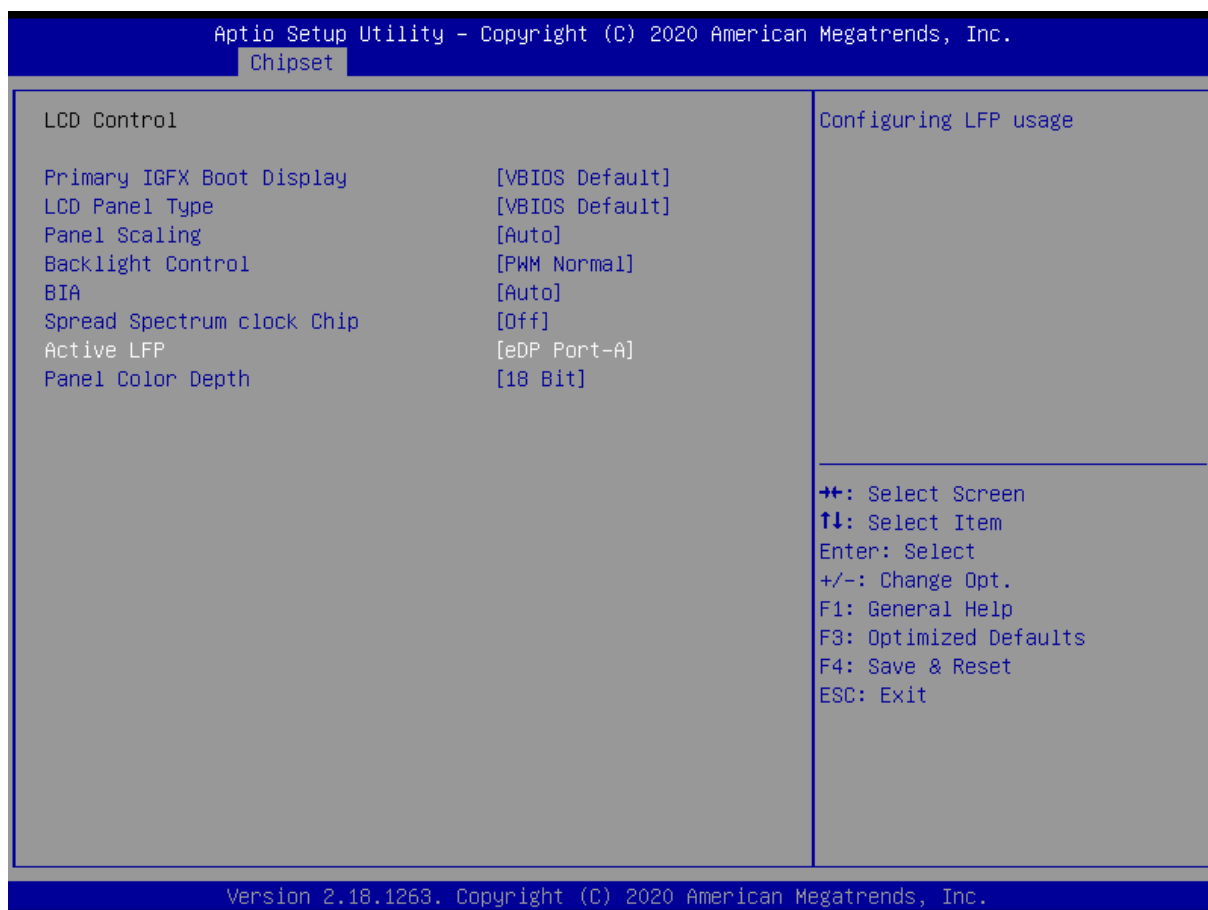 Aptio Setup Utility – Copyright (C) 2020 American Megatrends, Inc.
Chipset
LCD Control
Primary IGFX Boot Display [VBIOS Default]
LCD Panel Type [VBIOS Default]
Panel Scaling [Auto]
Backlight Control [PWM Normal]
BIA [Auto]
Spread Spectrum clock Chip [Off]
Active LFP [eDP Port-A]
Panel Color Depth [18 Bit]
Configuring LFP usage
→←: Select Screen
↑↓: Select Item
Enter: Select
+/-: Change Opt.
F1: General Help
F3: Optimized Defaults
F4: Save & Reset
ESC: Exit
Version 2.18.1263. Copyright (C) 2020 American Megatrends, Inc.